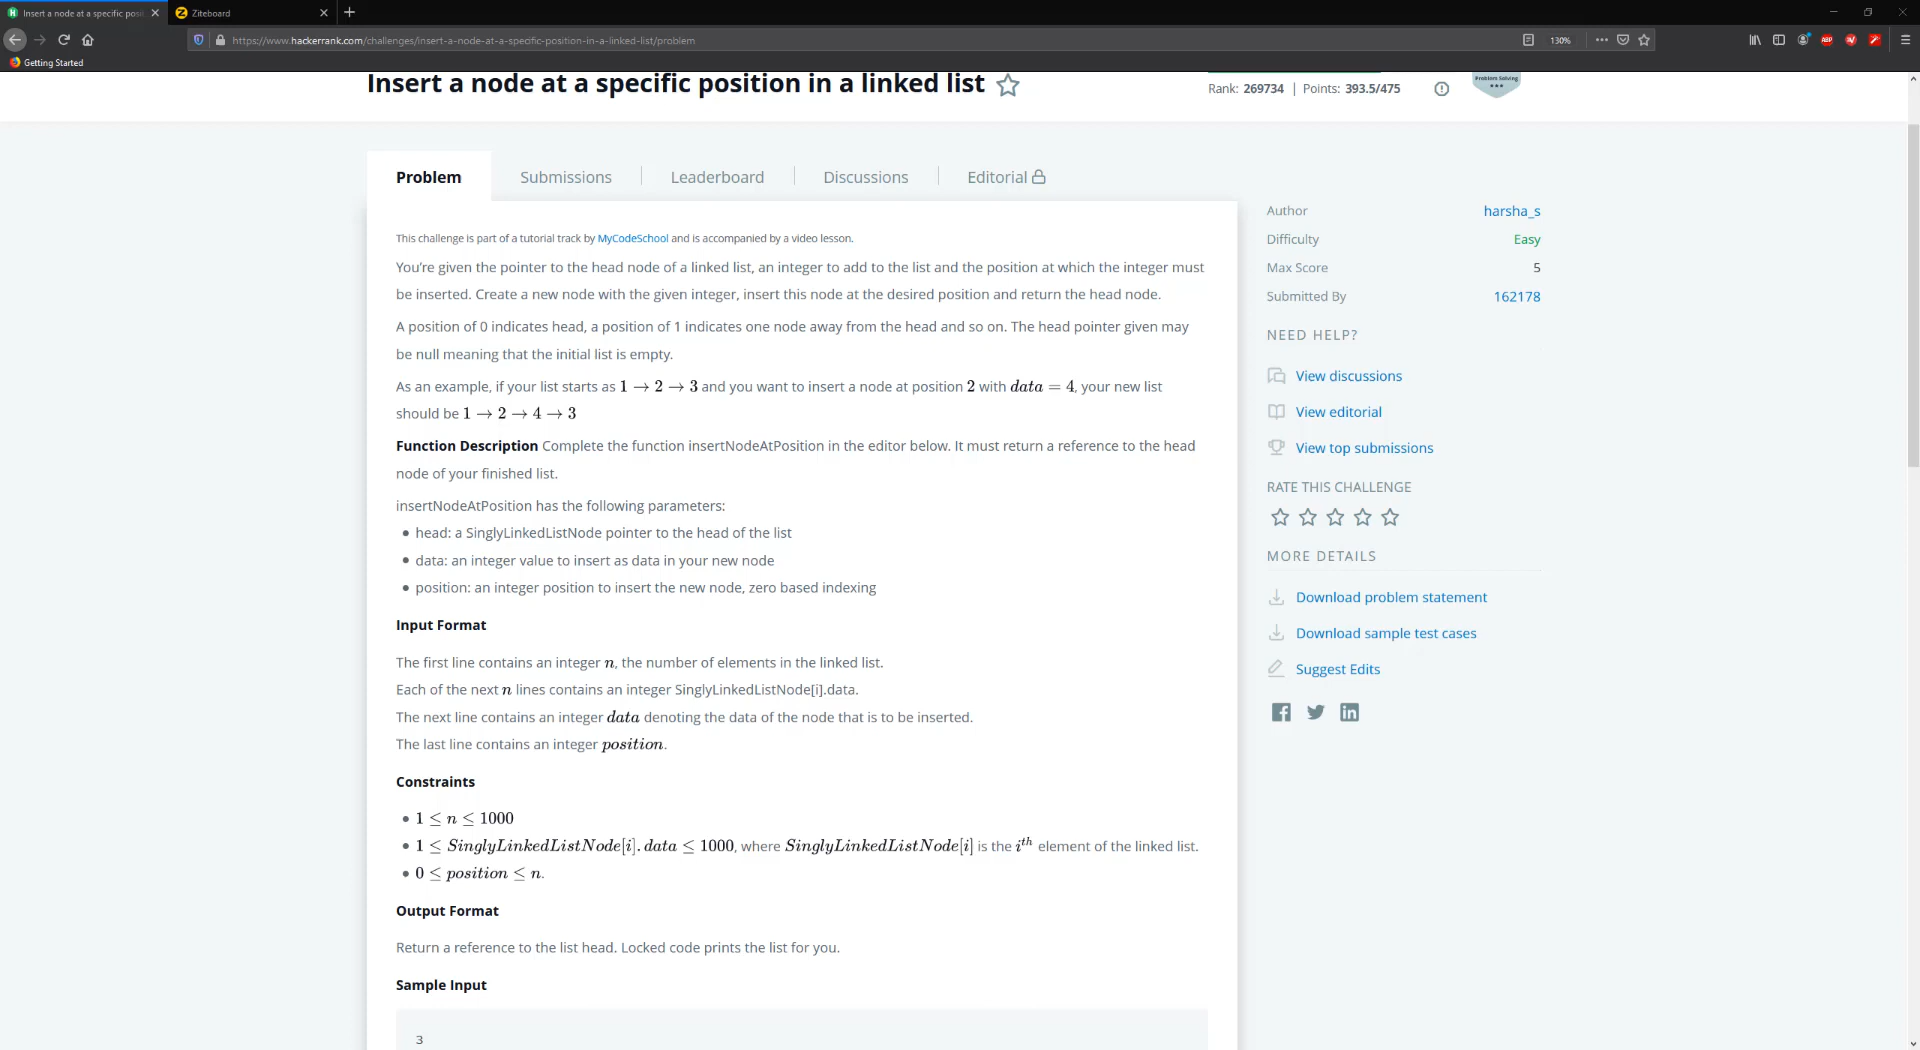 Insert a node at a specific posi
Ziteboard
https://www.hackerrank.com/challenges/insert-a-node-at-a-specific-position-in-a-linked-list/problem
130%
ABP
Getting Started
Insert a node at a specific position in a linked list
Rank: 269734 | Points: 393.5/475
Problem Solving
Problem
Submissions
Leaderboard
Discussions
Editorial
This challenge is part of a tutorial track by MyCodeSchool and is accompanied by a video lesson.
You're given the pointer to the head node of a linked list, an integer to add to the list and the position at which the integer must
be inserted. Create a new node with the given integer, insert this node at the desired position and return the head node.
A position of 0 indicates head, a position of 1 indicates one node away from the head and so on. The head pointer given may
be null meaning that the initial list is empty.
As an example, if your list starts as 1 → 2 → 3 and you want to insert a node at position 2 with data = 4, your new list
should be 1 → 2 → 4 → 3
Function Description Complete the function insertNodeAtPosition in the editor below. It must return a reference to the head
node of your finished list.
insertNodeAtPosition has the following parameters:
• head: a SinglyLinkedListNode pointer to the head of the list
• data: an integer value to insert as data in your new node
• position: an integer position to insert the new node, zero based indexing
Input Format
The first line contains an integer n, the number of elements in the linked list.
Each of the next n lines contains an integer SinglyLinkedListNode[i].data.
The next line contains an integer data denoting the data of the node that is to be inserted.
The last line contains an integer position.
Constraints
• 1 ≤ n ≤ 1000
• 1 ≤ SinglyLinkedListNode[i].data ≤ 1000, where SinglyLinkedListNode[i] is the i^th element of the linked list.
• 0 ≤ position ≤ n.
Output Format
Return a reference to the list head. Locked code prints the list for you.
Sample Input
3
Author harsha_s
Difficulty Easy
Max Score 5
Submitted By 162178
NEED HELP?
View discussions
View editorial
View top submissions
RATE THIS CHALLENGE
MORE DETAILS
Download problem statement
Download sample test cases
Suggest Edits